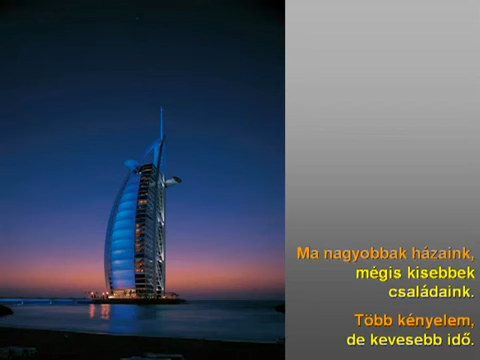 Ma nagyobbak házaink,
mégis kisebbek
családaink.
Több kényelem,
de kevesebb idő.